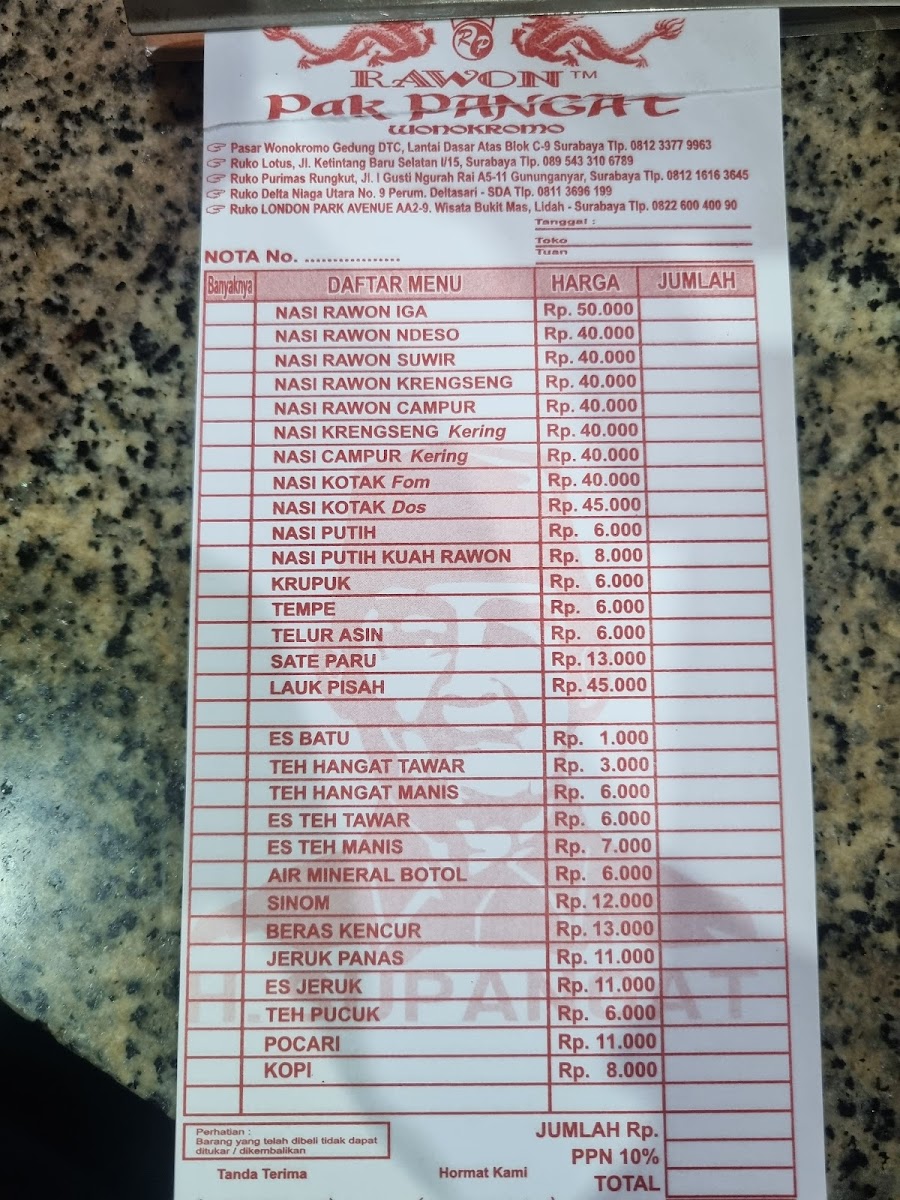 RP
RAWON TM
Pak PANGAT
WONOKROMO
Pasar Wonokromo Gedung DTC, Lantai Dasar Atas Blok C-9 Surabaya Tlp. 0812 3377 9963
Ruko Lotus, Jl. Ketintang Baru Selatan I/15, Surabaya Tlp. 089 543 310 6789
Ruko Purimas Rungkut, Jl. I Gusti Ngurah Rai A5-11 Gununganyar, Surabaya Tlp. 0812 1616 3645
Ruko Delta Niaga Utara No. 9 Perum. Deltasari - SDA Tlp. 0811 3696 199
Ruko LONDON PARK AVENUE AA2-9. Wisata Bukit Mas, Lidah - Surabaya Tlp. 0822 600 400 90
Tanggal :
Toko
Tuan
NOTA No. .................
Banyaknya DAFTAR MENU HARGA JUMLAH
NASI RAWON IGA Rp. 50.000
NASI RAWON NDESO Rp. 40.000
NASI RAWON SUWIR Rp. 40.000
NASI RAWON KRENGSENG Rp. 40.000
NASI RAWON CAMPUR Rp. 40.000
NASI KRENGSENG Kering Rp. 40.000
NASI CAMPUR Kering Rp. 40.000
NASI KOTAK Fom Rp. 40.000
NASI KOTAK Dos Rp. 45.000
NASI PUTIH Rp. 6.000
NASI PUTIH KUAH RAWON Rp. 8.000
KRUPUK Rp. 6.000
TEMPE Rp. 6.000
TELUR ASIN Rp. 6.000
SATE PARU Rp. 13.000
LAUK PISAH Rp. 45.000
ES BATU Rp. 1.000
TEH HANGAT TAWAR Rp. 3.000
TEH HANGAT MANIS Rp. 6.000
ES TEH TAWAR Rp. 6.000
ES TEH MANIS Rp. 7.000
AIR MINERAL BOTOL Rp. 6.000
SINOM Rp. 12.000
BERAS KENCUR Rp. 13.000
JERUK PANAS Rp. 11.000
ES JERUK Rp. 11.000
TEH PUCUK Rp. 6.000
POCARI Rp. 11.000
KOPI Rp. 8.000
JUMLAH Rp.
PPN 10%
TOTAL
Perhatian :
Barang yang telah dibeli tidak dapat
ditukar / dikembalikan
Tanda Terima Hormat Kami